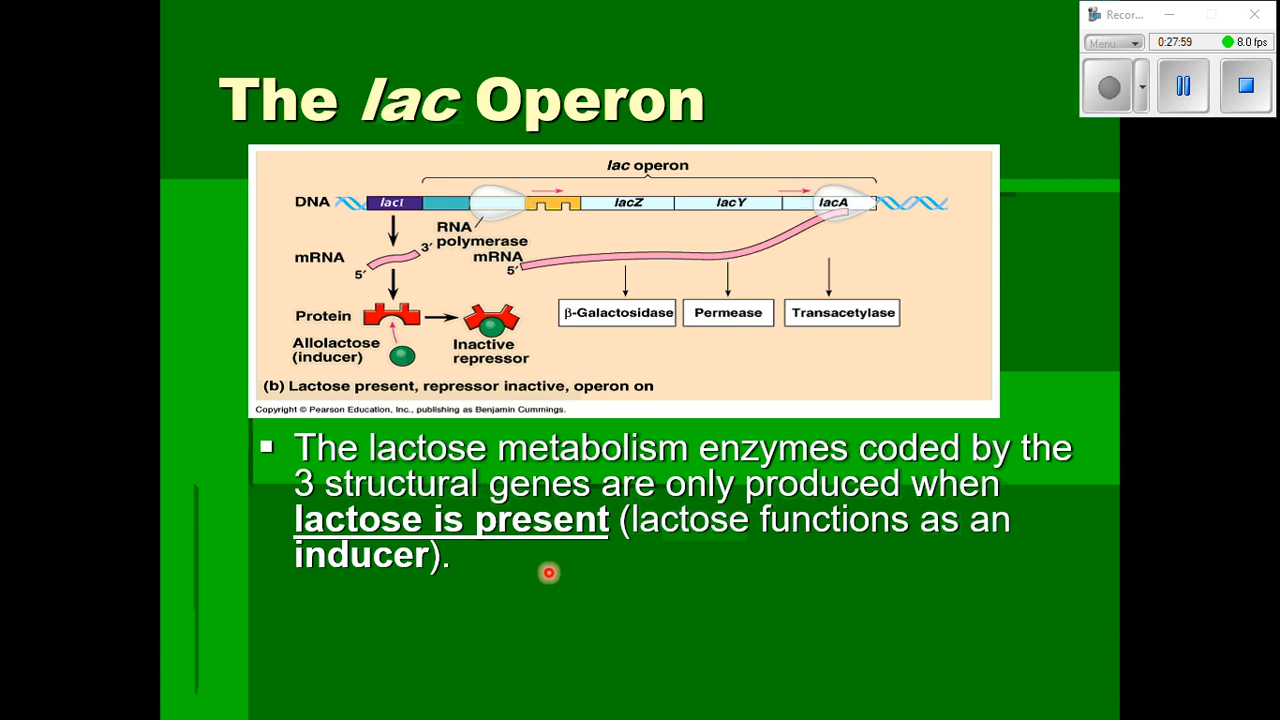 Recor...
Menu
0:27:59
8.0 fps
The lac Operon
lac operon
DNA
lacI
lacZ
lacY
lacA
RNA
polymerase
mRNA
3′
5′
mRNA
5′
Protein
β-Galactosidase
Permease
Transacetylase
Allolactose
(inducer)
Inactive
repressor
(b) Lactose present, repressor inactive, operon on
Copyright © Pearson Education, Inc., publishing as Benjamin Cummings.
▪ The lactose metabolism enzymes coded by the
3 structural genes are only produced when
lactose is present (lactose functions as an
inducer).